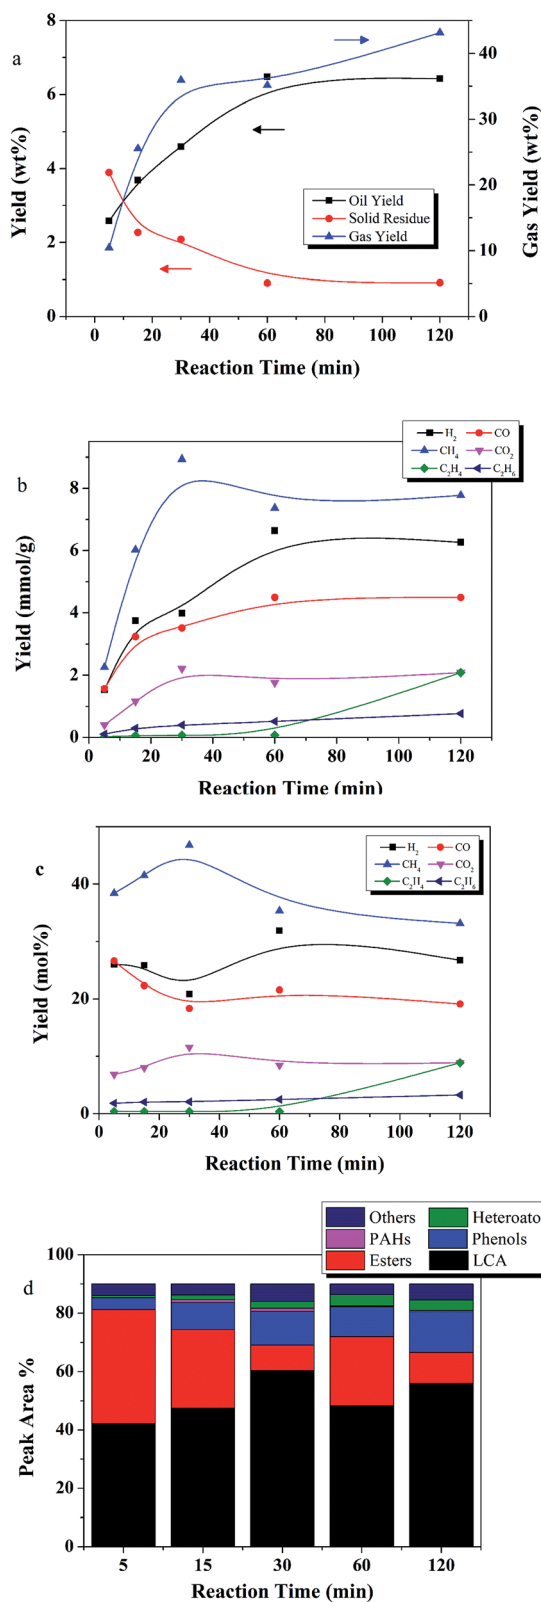 a
8
6
4
2
0
Yield (wt%)
40
30
20
10
0
Gas Yield (wt%)
Oil Yield
Solid Residue
Gas Yield
0 20 40 60 80 100 120
Reaction Time (min)
b
H2 CO
CH4 CO2
C2H4 C2H6
8
6
4
2
0
Yield (mmol/g)
0 20 40 60 80 100 120
Reaction Time (min)
c
H2 CO
CH4 CO2
C2H4 C2H6
40
20
0
Yield (mol%)
0 20 40 60 80 100 120
Reaction Time (min)
Others Heteroato
PAHs Phenols
Esters LCA
d
100
80
60
40
20
0
Peak Area %
5 15 30 60 120
Reaction Time (min)